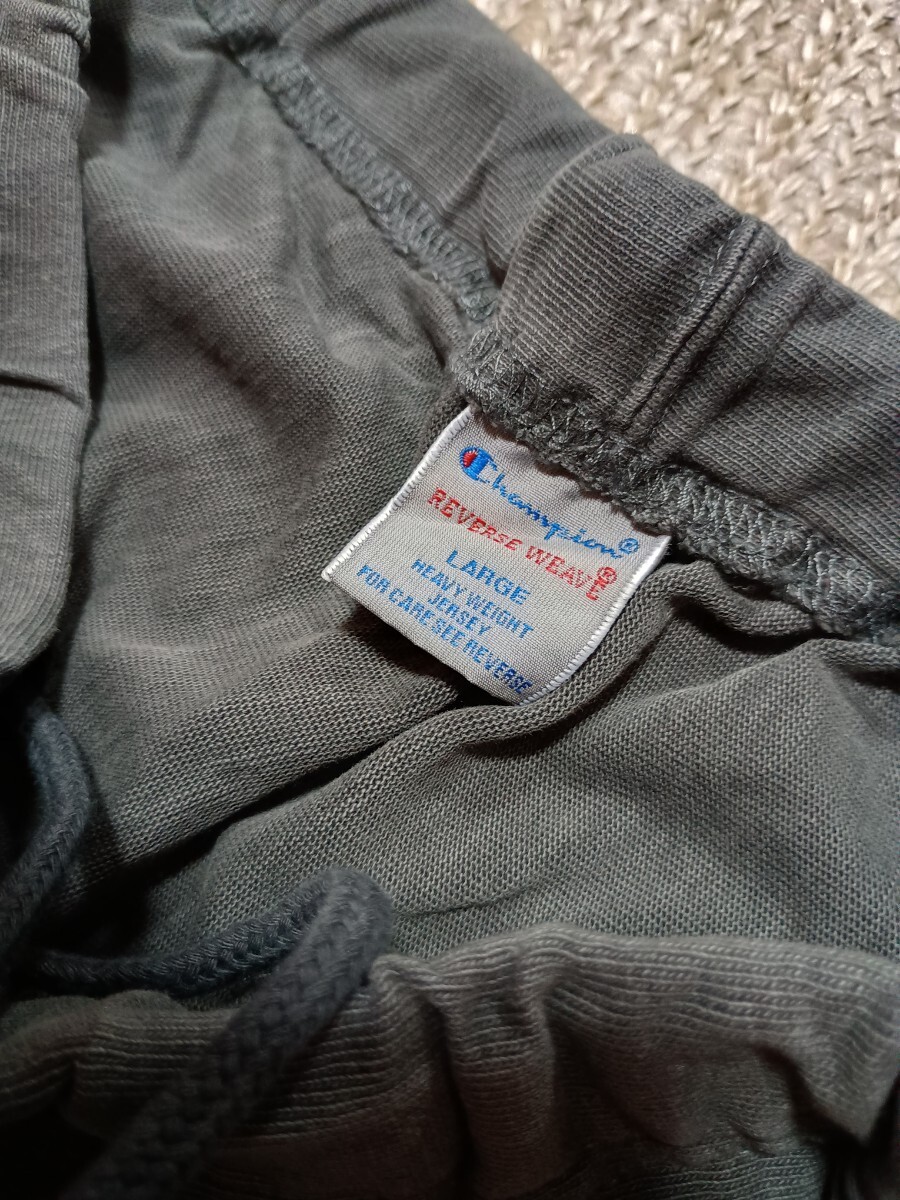 Champion®
REVERSE WEAVE®
LARGE
HEAVY WEIGHT
JERSEY
FOR CARE SEE REVERSE